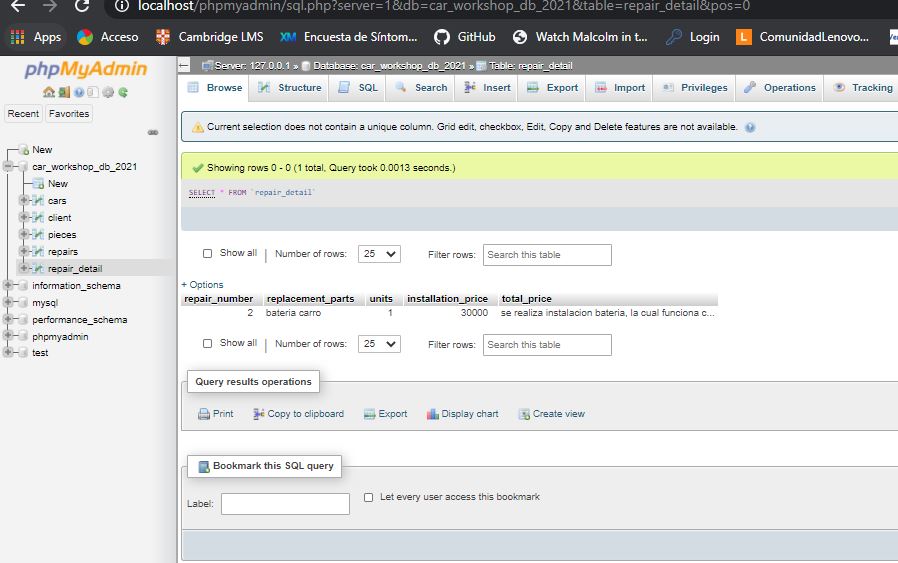 localhost/phpmyadmin/sql.php?server=1&db=car_workshop_db_2021&table=repair_detail&pos=0
Apps Acceso Cambridge LMS XM Encuesta de Síntom... GitHub Watch Malcolm in t... Login L ComunidadLenovo...
phpMyAdmin
Recent Favorites
New
car_workshop_db_2021
New
cars
client
pieces
repairs
repair_detail
information_schema
mysql
performance_schema
phpmyadmin
test
Server: 127.0.0.1 » Database: car_workshop_db_2021 » Table: repair_detail
Browse Structure SQL Search Insert Export Import Privileges Operations Tracking
Current selection does not contain a unique column. Grid edit, checkbox, Edit, Copy and Delete features are not available.
Showing rows 0 - 0 (1 total, Query took 0.0013 seconds.)
SELECT * FROM `repair_detail`
Show all | Number of rows: 25 Filter rows: Search this table
+ Options
repair_number replacement_parts units installation_price total_price
2 bateria carro 1 30000 se realiza instalacion bateria, la cual funciona c...
Show all | Number of rows: 25 Filter rows: Search this table
Query results operations
Print Copy to clipboard Export Display chart Create view
Bookmark this SQL query
Label: Let every user access this bookmark